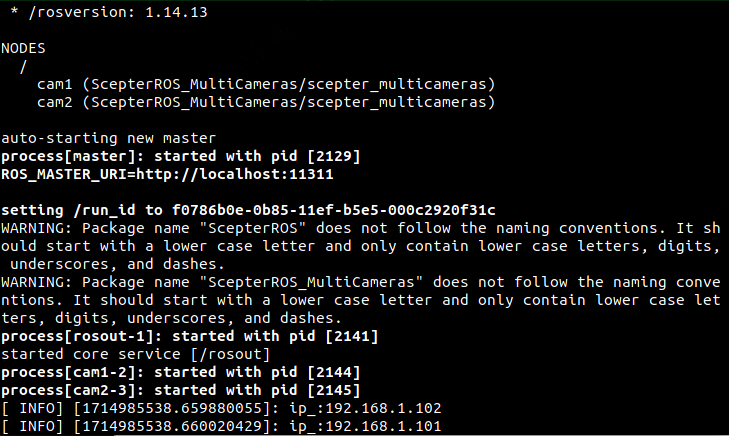 * /rosversion: 1.14.13
NODES
/
cam1 (ScepterROS_MultiCameras/scepter_multicameras)
cam2 (ScepterROS_MultiCameras/scepter_multicameras)
auto-starting new master
process[master]: started with pid [2129]
ROS_MASTER_URI=http://localhost:11311
setting /run_id to f0786b0e-0b85-11ef-b5e5-000c2920f31c
WARNING: Package name "ScepterROS" does not follow the naming conventions. It sh
ould start with a lower case letter and only contain lower case letters, digits,
underscores, and dashes.
WARNING: Package name "ScepterROS_MultiCameras" does not follow the naming conve
ntions. It should start with a lower case letter and only contain lower case let
ters, digits, underscores, and dashes.
process[rosout-1]: started with pid [2141]
started core service [/rosout]
process[cam1-2]: started with pid [2144]
process[cam2-3]: started with pid [2145]
[ INFO] [1714985538.659880055]: ip_:192.168.1.102
[ INFO] [1714985538.660020429]: ip_:192.168.1.101